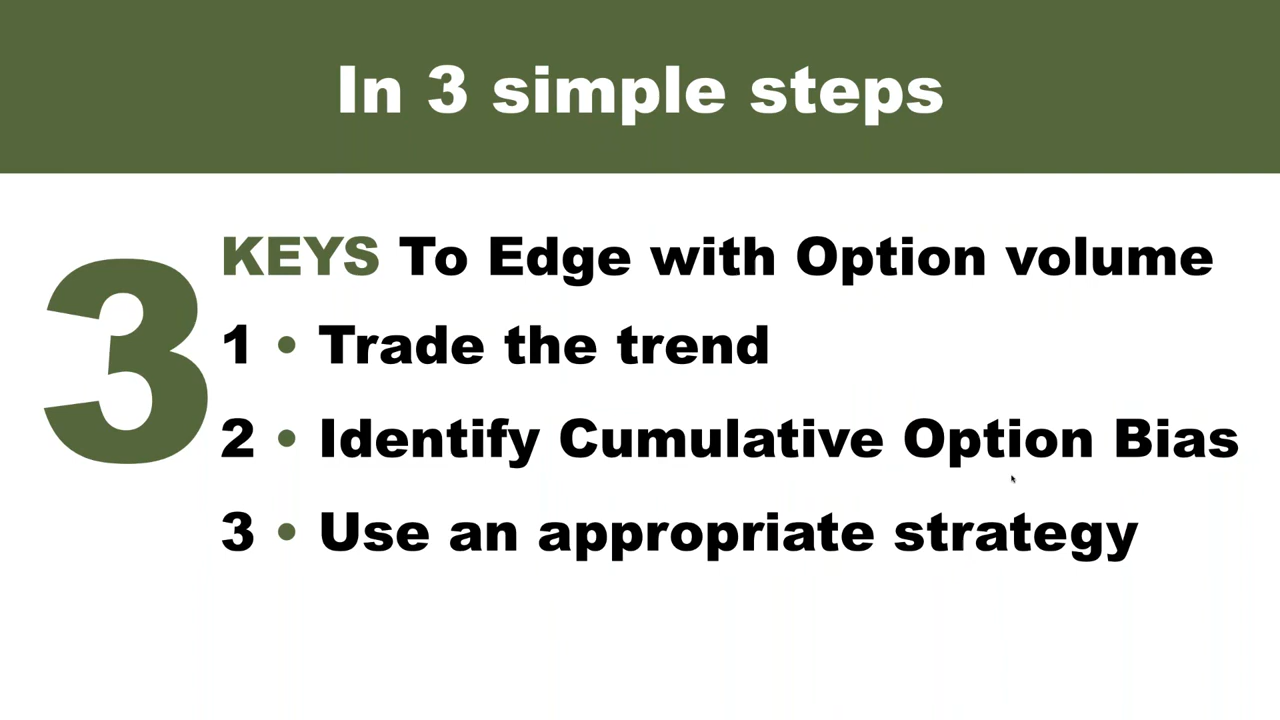 In 3 simple steps
3
KEYS To Edge with Option volume
1 • Trade the trend
2 • Identify Cumulative Option Bias
3 • Use an appropriate strategy